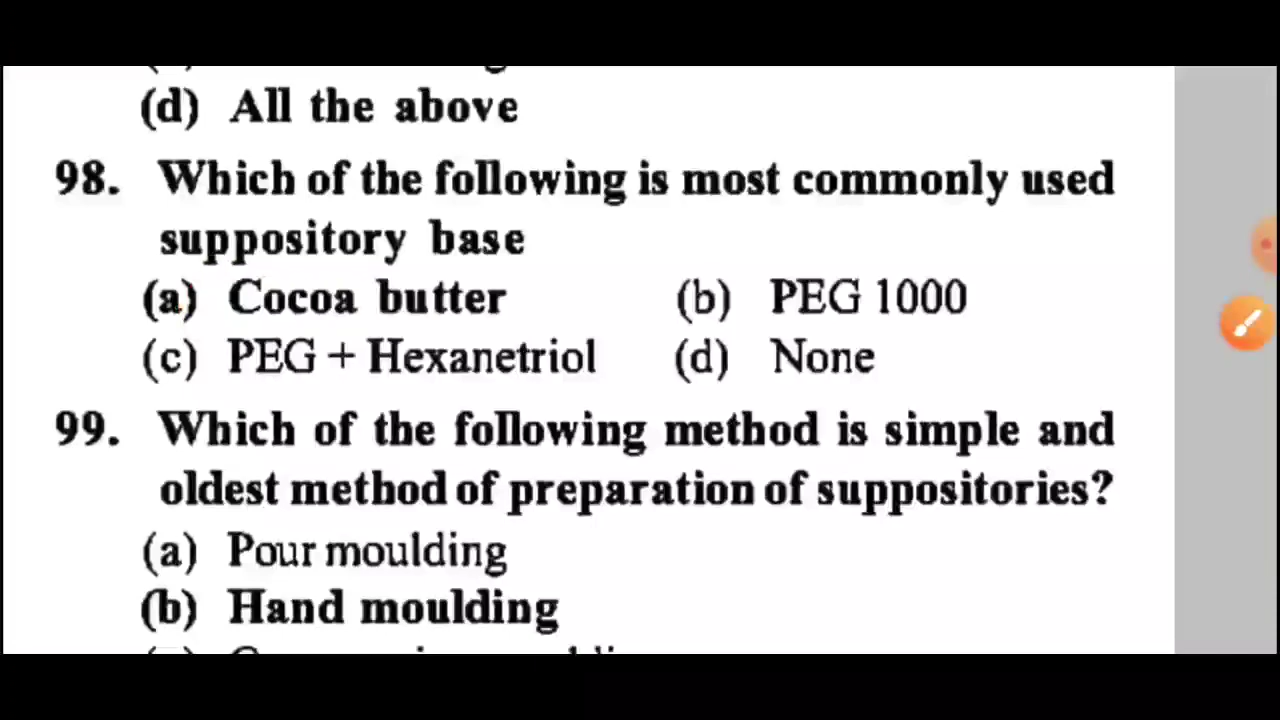 (d) All the above
98. Which of the following is most commonly used
suppository base
(a) Cocoa butter (b) PEG 1000
(c) PEG + Hexanetriol (d) None
99. Which of the following method is simple and
oldest method of preparation of suppositories?
(a) Pour moulding
(b) Hand moulding